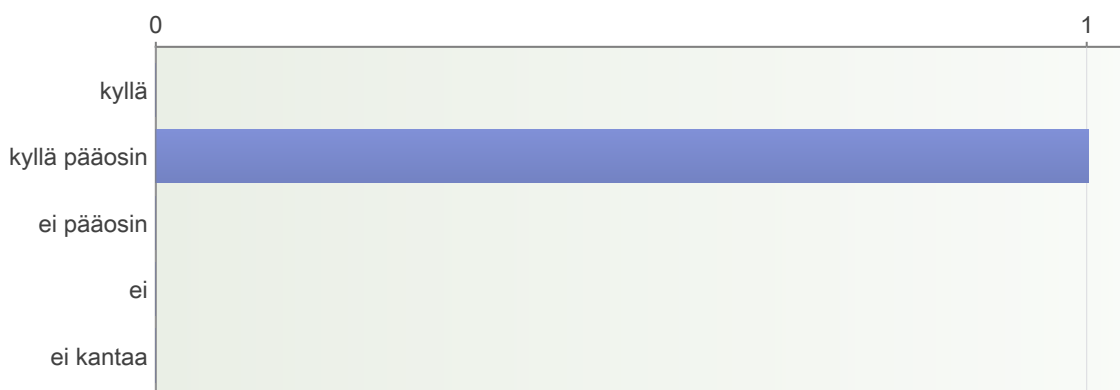 0 1
kyllä
kyllä pääosin
ei pääosin
ei
ei kantaa